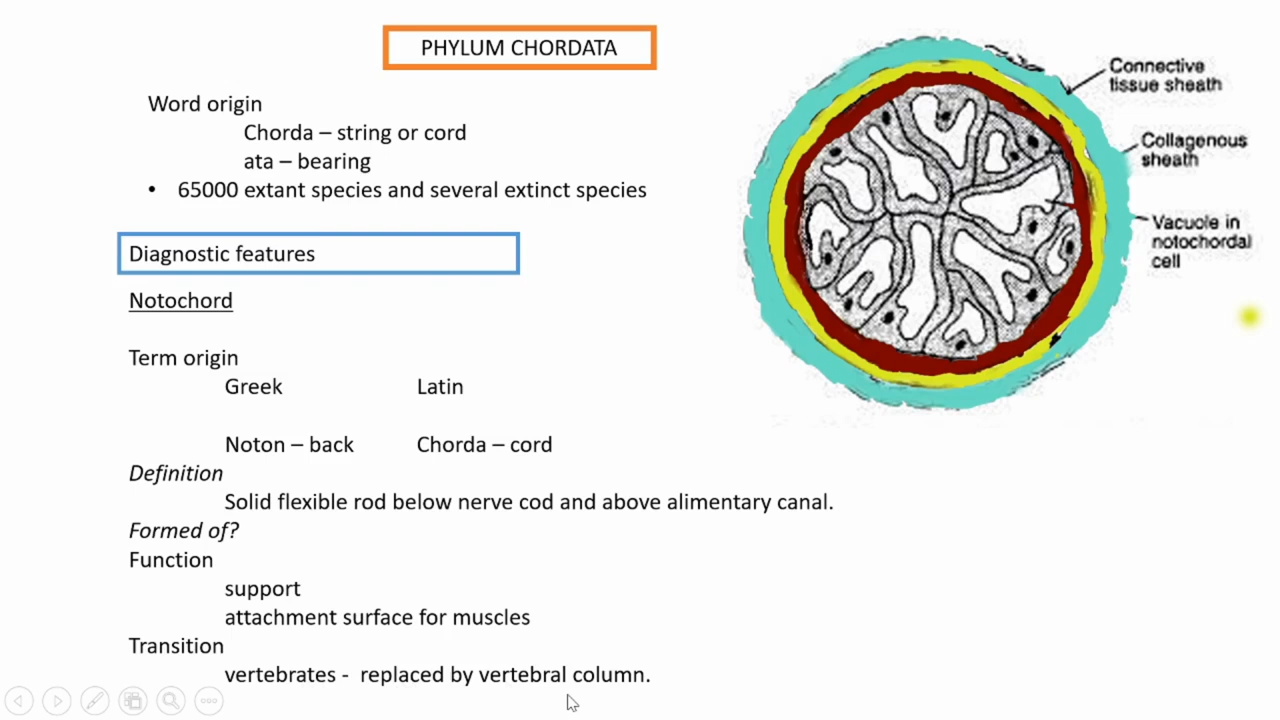 PHYLUM CHORDATA
Word origin
Chorda – string or cord
ata – bearing
• 65000 extant species and several extinct species
Diagnostic features
Notochord
Term origin
Greek Latin
Noton – back Chorda – cord
Definition
Solid flexible rod below nerve cod and above alimentary canal.
Formed of?
Function
support
attachment surface for muscles
Transition
vertebrates - replaced by vertebral column.
Connective
tissue sheath
Collagenous
sheath
Vacuole in
notochordal
cell